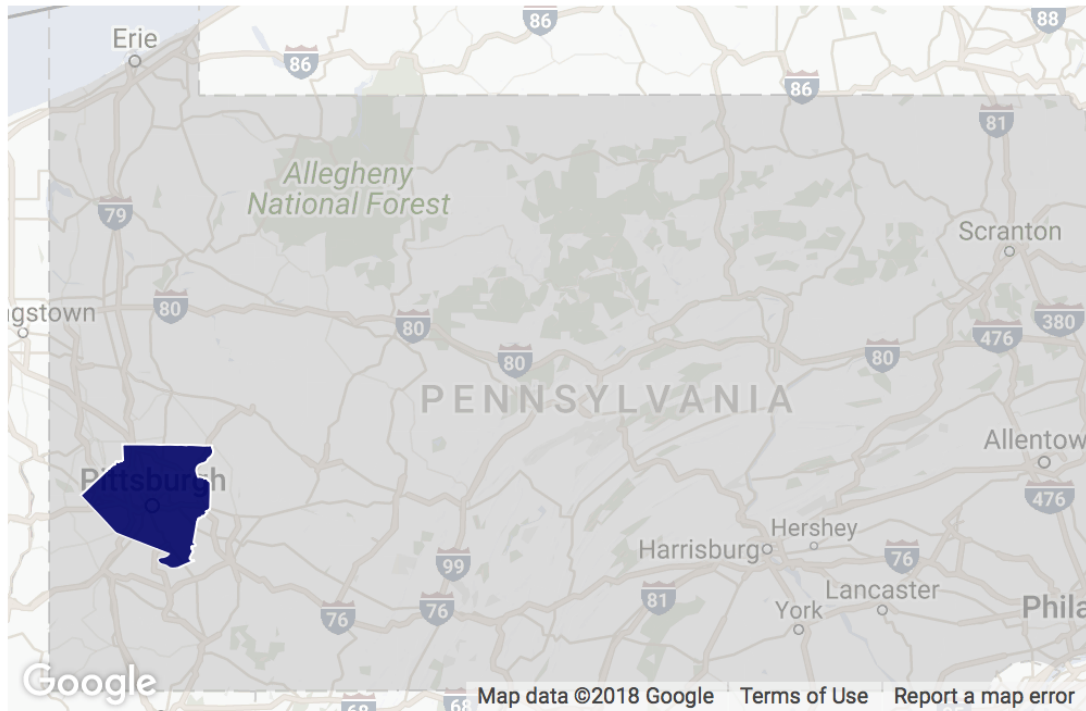 86
88
Erie
86
86
81
Allegheny
National Forest
79
Scranton
80
gstown
380
80
476
80
80
PENNSYLVANIA
Allentow
Pittsburgh
476
Hershey
Harrisburg
76
99
Lancaster
81
76
76
York
Phila
Google
68
68
Map data ©2018 Google
Terms of Use
Report a map error